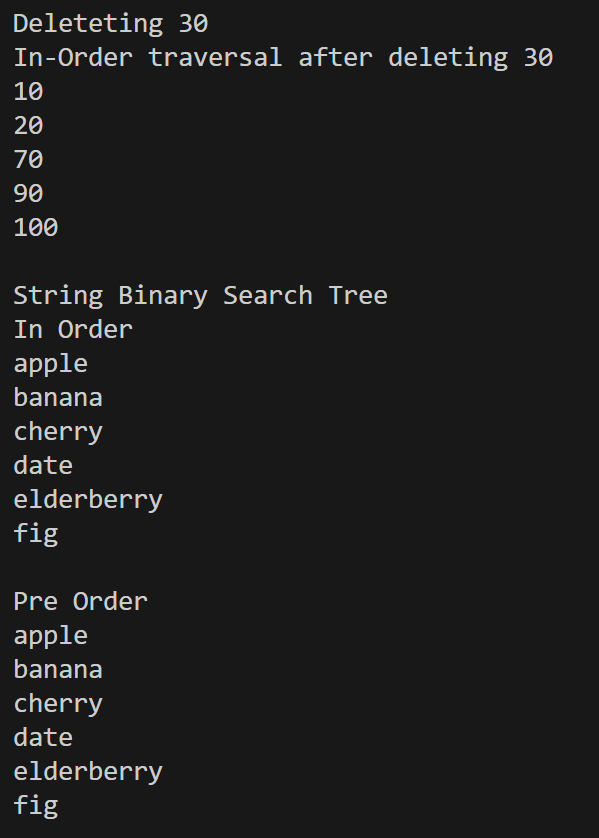 Deleteting 30
In-Order traversal after deleting 30
10
20
70
90
100
String Binary Search Tree
In Order
apple
banana
cherry
date
elderberry
fig
Pre Order
apple
banana
cherry
date
elderberry
fig